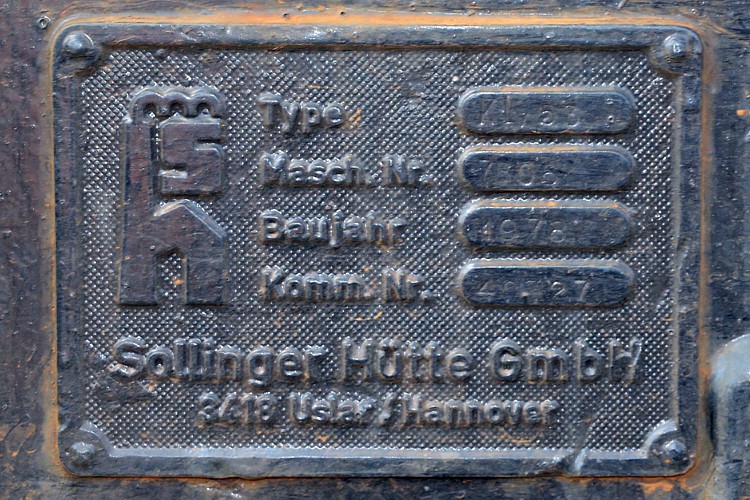 Type
Masch. Nr.
Baujahr
Komm. Nr.
Sollinger Hütte GmbH
3418 Uslar/Hannover